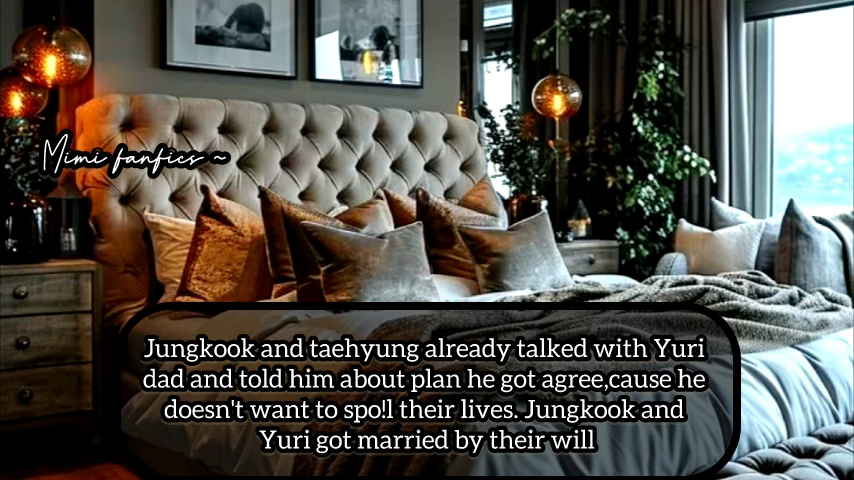 Mimi fanfics ~
Jungkook and taehyung already talked with Yuri
dad and told him about plan he got agree,cause he
doesn't want to spo!l their lives. Jungkook and
Yuri got married by their will